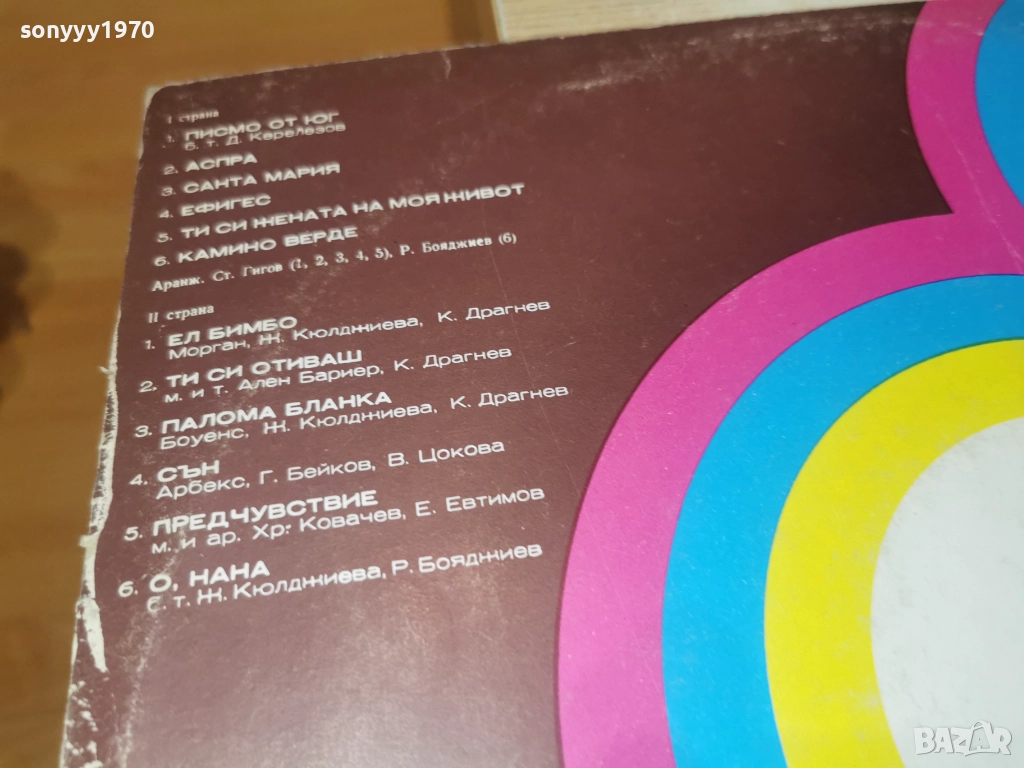 sonyyy1970
I страна
1. ПИСМО ОТ ЮГ
б. т. Д. Керелезов
2. АСПРА
3. САНТА МАРИЯ
4. ЕФИГЕС
5. ТИ СИ ЖЕНАТА НА МОЯ ЖИВОТ
6. КАМИНО ВЕРДЕ
Аранж. Ст. Гигов (1, 2, 3, 4, 5), Р. Бояджиев (6)
II страна
1. ЕЛ БИМБО
Морган, Ж. Кюлджиева, К. Драгнев
2. ТИ СИ ОТИВАШ
м. и т. Ален Бариер, К. Драгнев
3. ПАЛОМА БЛАНКА
Боуенс, Ж. Кюлджиева, К. Драгнев
4. СЪН
Арбекс, Г. Бейков, В. Цокова
5. ПРЕДЧУВСТВИЕ
м. и ар. Хр. Ковачев, Е. Евтимов
6. О, НАНА
б. т. Ж. Кюлджиева, Р. Бояджиев
BAZAR